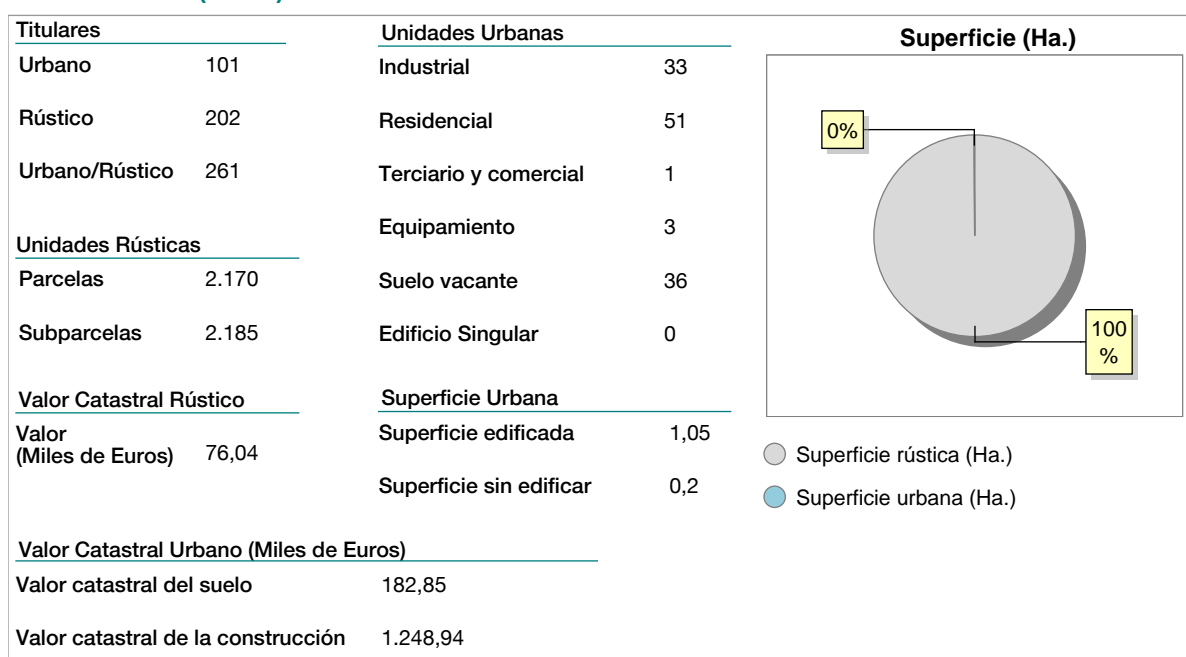 Titulares
Urbano 101
Rústico 202
Urbano/Rústico 261
Unidades Rústicas
Parcelas 2.170
Subparcelas 2.185
Valor Catastral Rústico
Valor
(Miles de Euros) 76,04
Unidades Urbanas
Industrial 33
Residencial 51
Terciario y comercial 1
Equipamiento 3
Suelo vacante 36
Edificio Singular 0
Superficie Urbana
Superficie edificada 1,05
Superficie sin edificar 0,2
Valor Catastral Urbano (Miles de Euros)
Valor catastral del suelo 182,85
Valor catastral de la construcción 1.248,94
Superficie (Ha.)
0%
100
%
Superficie rústica (Ha.)
Superficie urbana (Ha.)